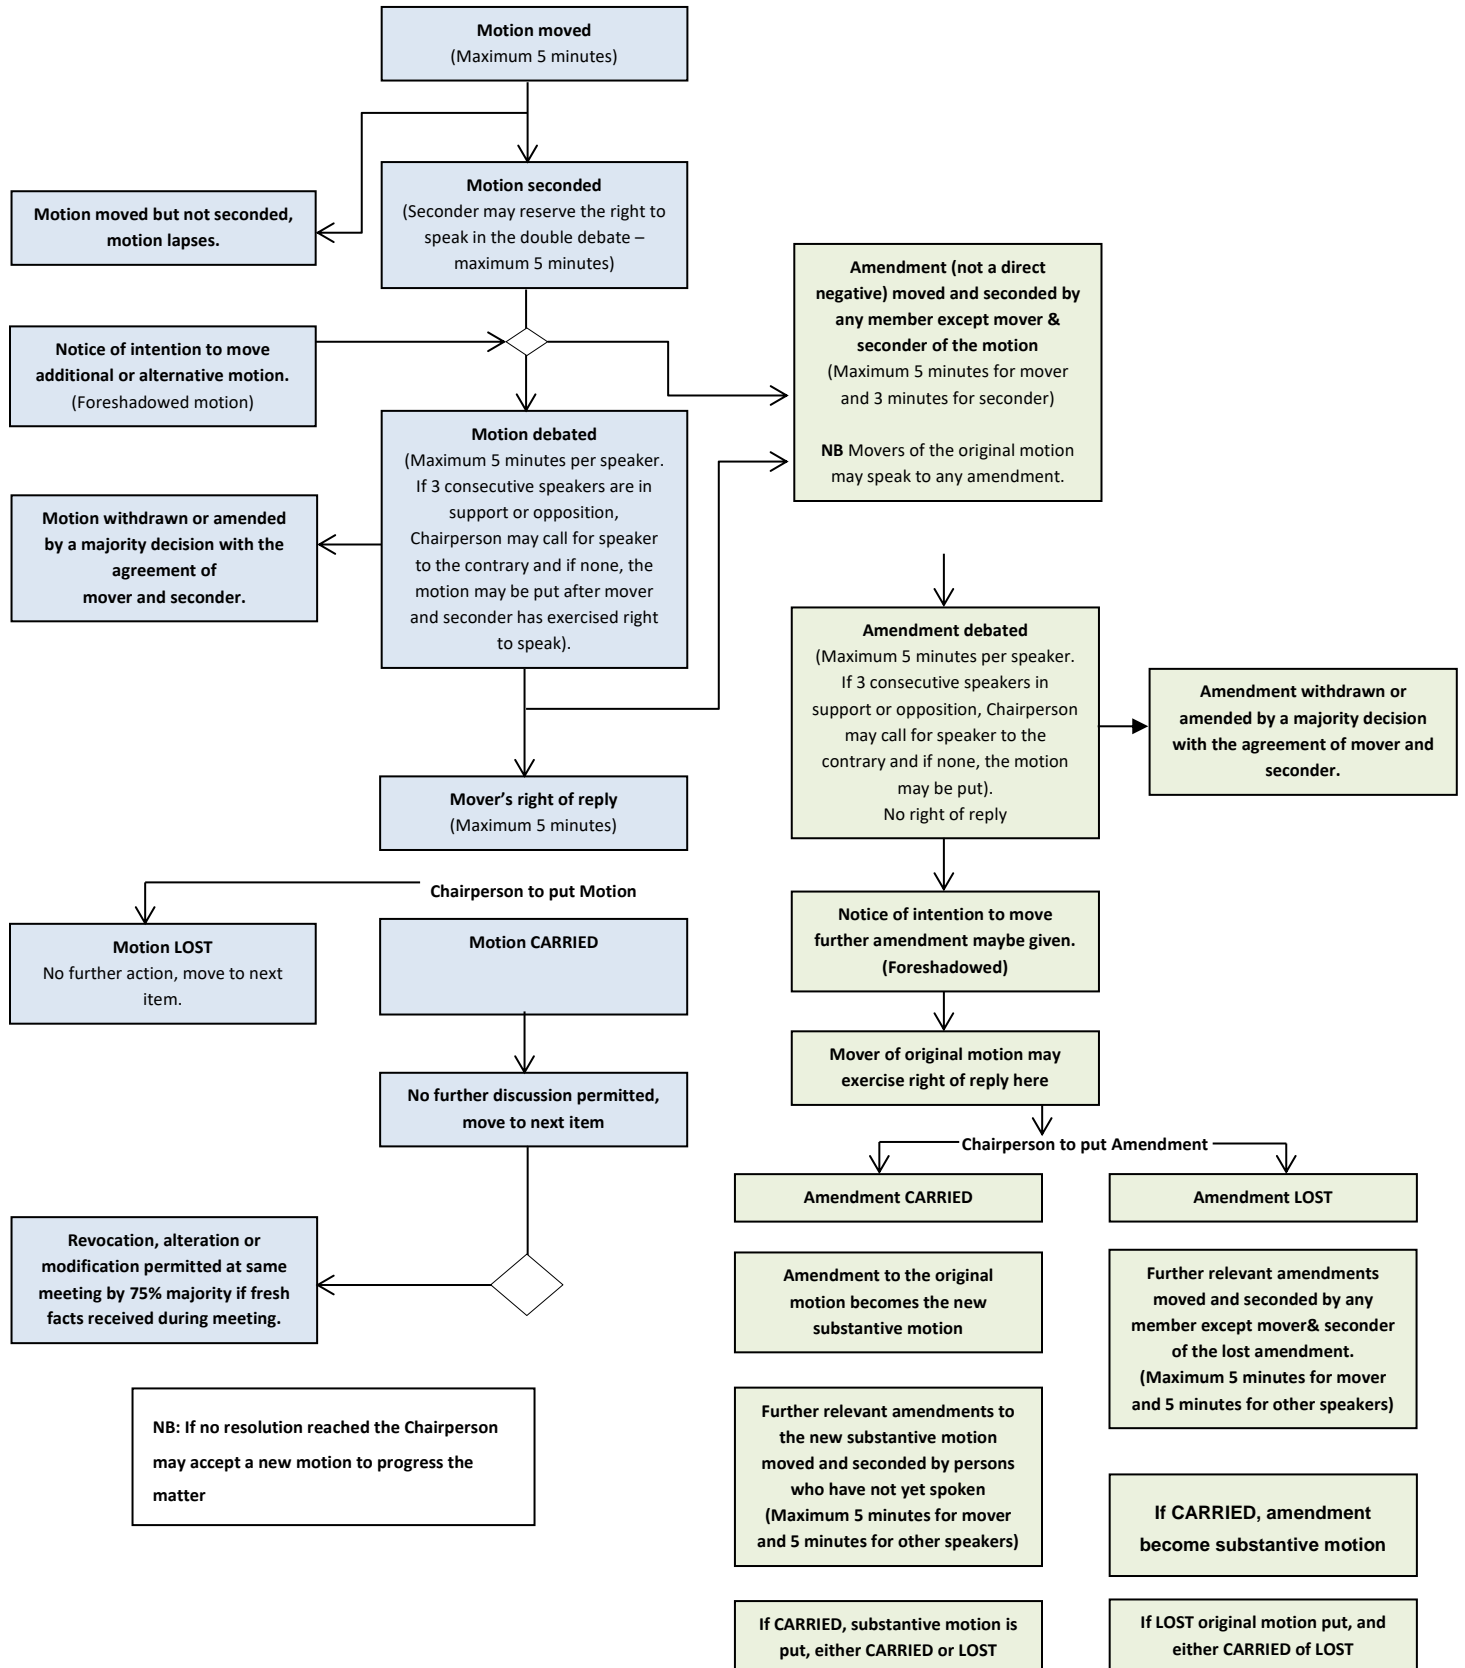 Motion moved
(Maximum 5 minutes)
Motion seconded
(Seconder may reserve the right to
speak in the double debate –
maximum 5 minutes)
Motion moved but not seconded,
motion lapses.
Notice of intention to move
additional or alternative motion.
(Foreshadowed motion)
Motion debated
(Maximum 5 minutes per speaker.
If 3 consecutive speakers are in
support or opposition,
Chairperson may call for speaker
to the contrary and if none, the
motion may be put after mover
and seconder has exercised right
to speak).
Motion withdrawn or amended
by a majority decision with the
agreement of
mover and seconder.
Mover’s right of reply
(Maximum 5 minutes)
Chairperson to put Motion
Motion LOST
No further action, move to next
item.
Motion CARRIED
No further discussion permitted,
move to next item
Revocation, alteration or
modification permitted at same
meeting by 75% majority if fresh
facts received during meeting.
NB: If no resolution reached the Chairperson
may accept a new motion to progress the
matter
Amendment (not a direct
negative) moved and seconded by
any member except mover &
seconder of the motion
(Maximum 5 minutes for mover
and 3 minutes for seconder)
NB Movers of the original motion
may speak to any amendment.
Amendment debated
(Maximum 5 minutes per speaker.
If 3 consecutive speakers in
support or opposition, Chairperson
may call for speaker to the
contrary and if none, the motion
may be put).
No right of reply
Amendment withdrawn or
amended by a majority decision
with the agreement of mover and
seconder.
Notice of intention to move
further amendment maybe given.
(Foreshadowed)
Mover of original motion may
exercise right of reply here
Chairperson to put Amendment
Amendment CARRIED
Amendment to the original
motion becomes the new
substantive motion
Further relevant amendments to
the new substantive motion
moved and seconded by persons
who have not yet spoken
(Maximum 5 minutes for mover
and 5 minutes for other speakers)
If CARRIED, substantive motion is
put, either CARRIED or LOST
Amendment LOST
Further relevant amendments
moved and seconded by any
member except mover& seconder
of the lost amendment.
(Maximum 5 minutes for mover
and 5 minutes for other speakers)
If CARRIED, amendment
become substantive motion
If LOST original motion put, and
either CARRIED of LOST